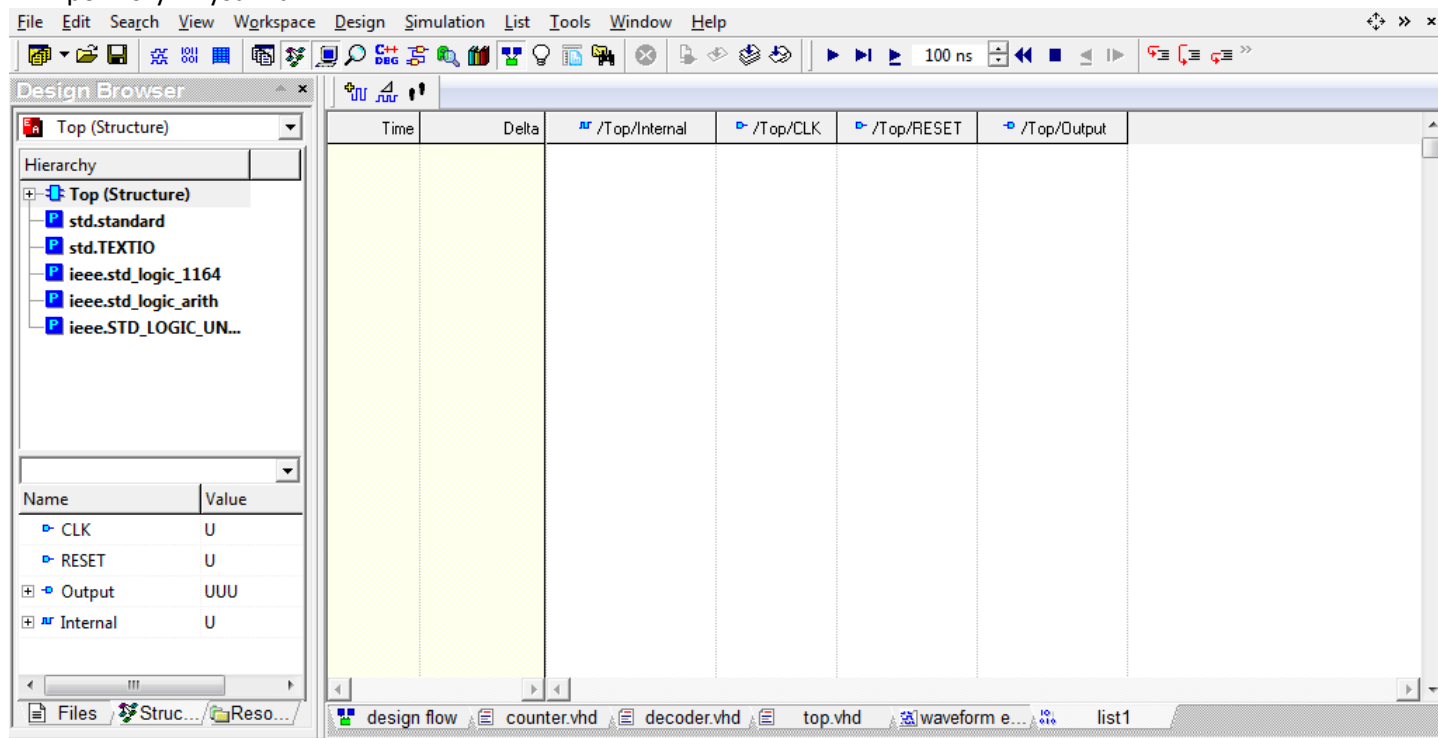 File Edit Search View Workspace Design Simulation List Tools Window Help
C++ DBG 100 ns
Design Browser
Top (Structure)
Time Delta /Top/Internal /Top/CLK /Top/RESET /Top/Output
Hierarchy
Top (Structure)
std.standard
std.TEXTIO
ieee.std_logic_1164
ieee.std_logic_arith
ieee.STD_LOGIC_UN...
Name Value
CLK U
RESET U
Output UUU
Internal U
Files Struc... Reso...
design flow counter.vhd decoder.vhd top.vhd waveform e... list1